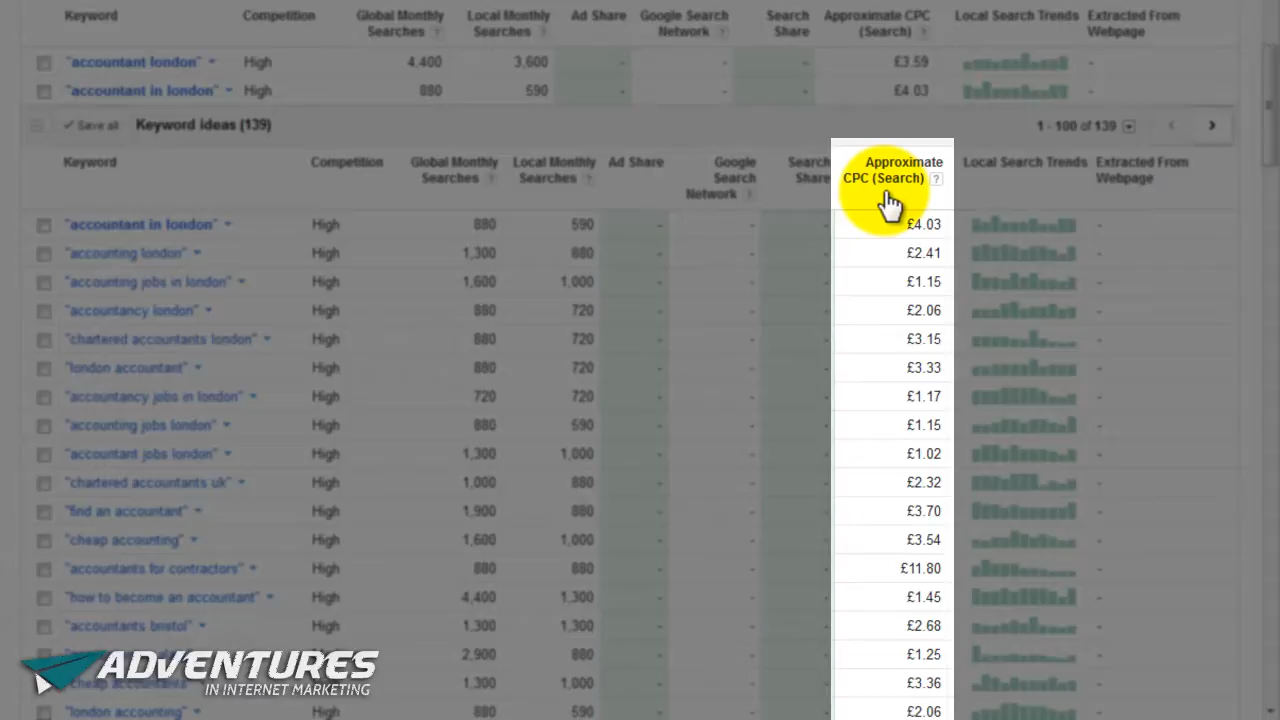 Keyword Competition Global Monthly Searches ? Local Monthly Searches ? Ad Share Google Search Network ? Search Share Approximate CPC (Search) ? Local Search Trends Extracted From Webpage
"accountant london" High 4,400 3,600 - - - £3.59 -
"accountant in london" High 880 590 - - - £4.03 -
Save all Keyword ideas (139) 1 - 100 of 139
Keyword Competition Global Monthly Searches ? Local Monthly Searches ? Ad Share Google Search Network ? Search Share Approximate CPC (Search) ? Local Search Trends Extracted From Webpage
"accountant in london" High 880 590 - - - £4.03 -
"accounting london" High 1,300 880 - - - £2.41 -
"accounting jobs in london" High 1,600 1,000 - - - £1.15 -
"accountancy london" High 880 720 - - - £2.06 -
"chartered accountants london" High 880 720 - - - £3.15 -
"london accountant" High 880 720 - - - £3.33 -
"accountancy jobs in london" High 720 720 - - - £1.17 -
"accounting jobs london" High 880 590 - - - £1.15 -
"accountant jobs london" High 1,300 1,000 - - - £1.02 -
"chartered accountants uk" High 1,000 880 - - - £2.32 -
"find an accountant" High 1,900 880 - - - £3.70 -
"cheap accounting" High 1,600 1,000 - - - £3.54 -
"accountants for contractors" High 880 880 - - - £11.80 -
"how to become an accountant" High 4,400 1,300 - - - £1.45 -
"accountants bristol" High 1,300 1,300 - - - £2.68 -
2,900 880 - - - £1.25 -
"cheap accountants" 1,300 1,000 - - - £3.36 -
"london accounting" High 880 590 - - - £2.06 -
ADVENTURES
IN INTERNET MARKETING